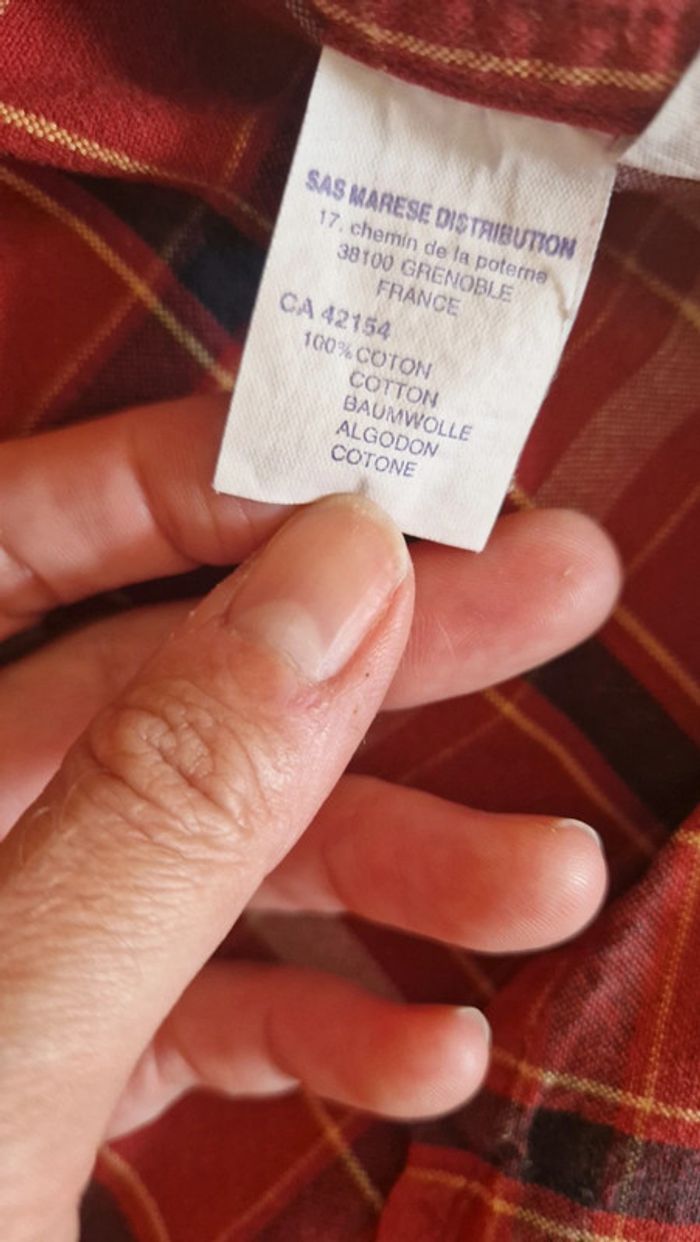 SAS MARESE DISTRIBUTION
17, chemin de la poterne
38100 GRENOBLE
FRANCE
CA 42154
100% COTON
COTTON
BAUMWOLLE
ALGODON
COTONE